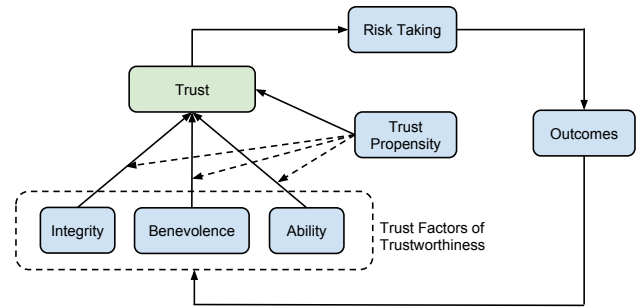 Risk Taking
Trust
Trust
Propensity
Outcomes
Integrity
Benevolence
Ability
Trust Factors of
Trustworthiness